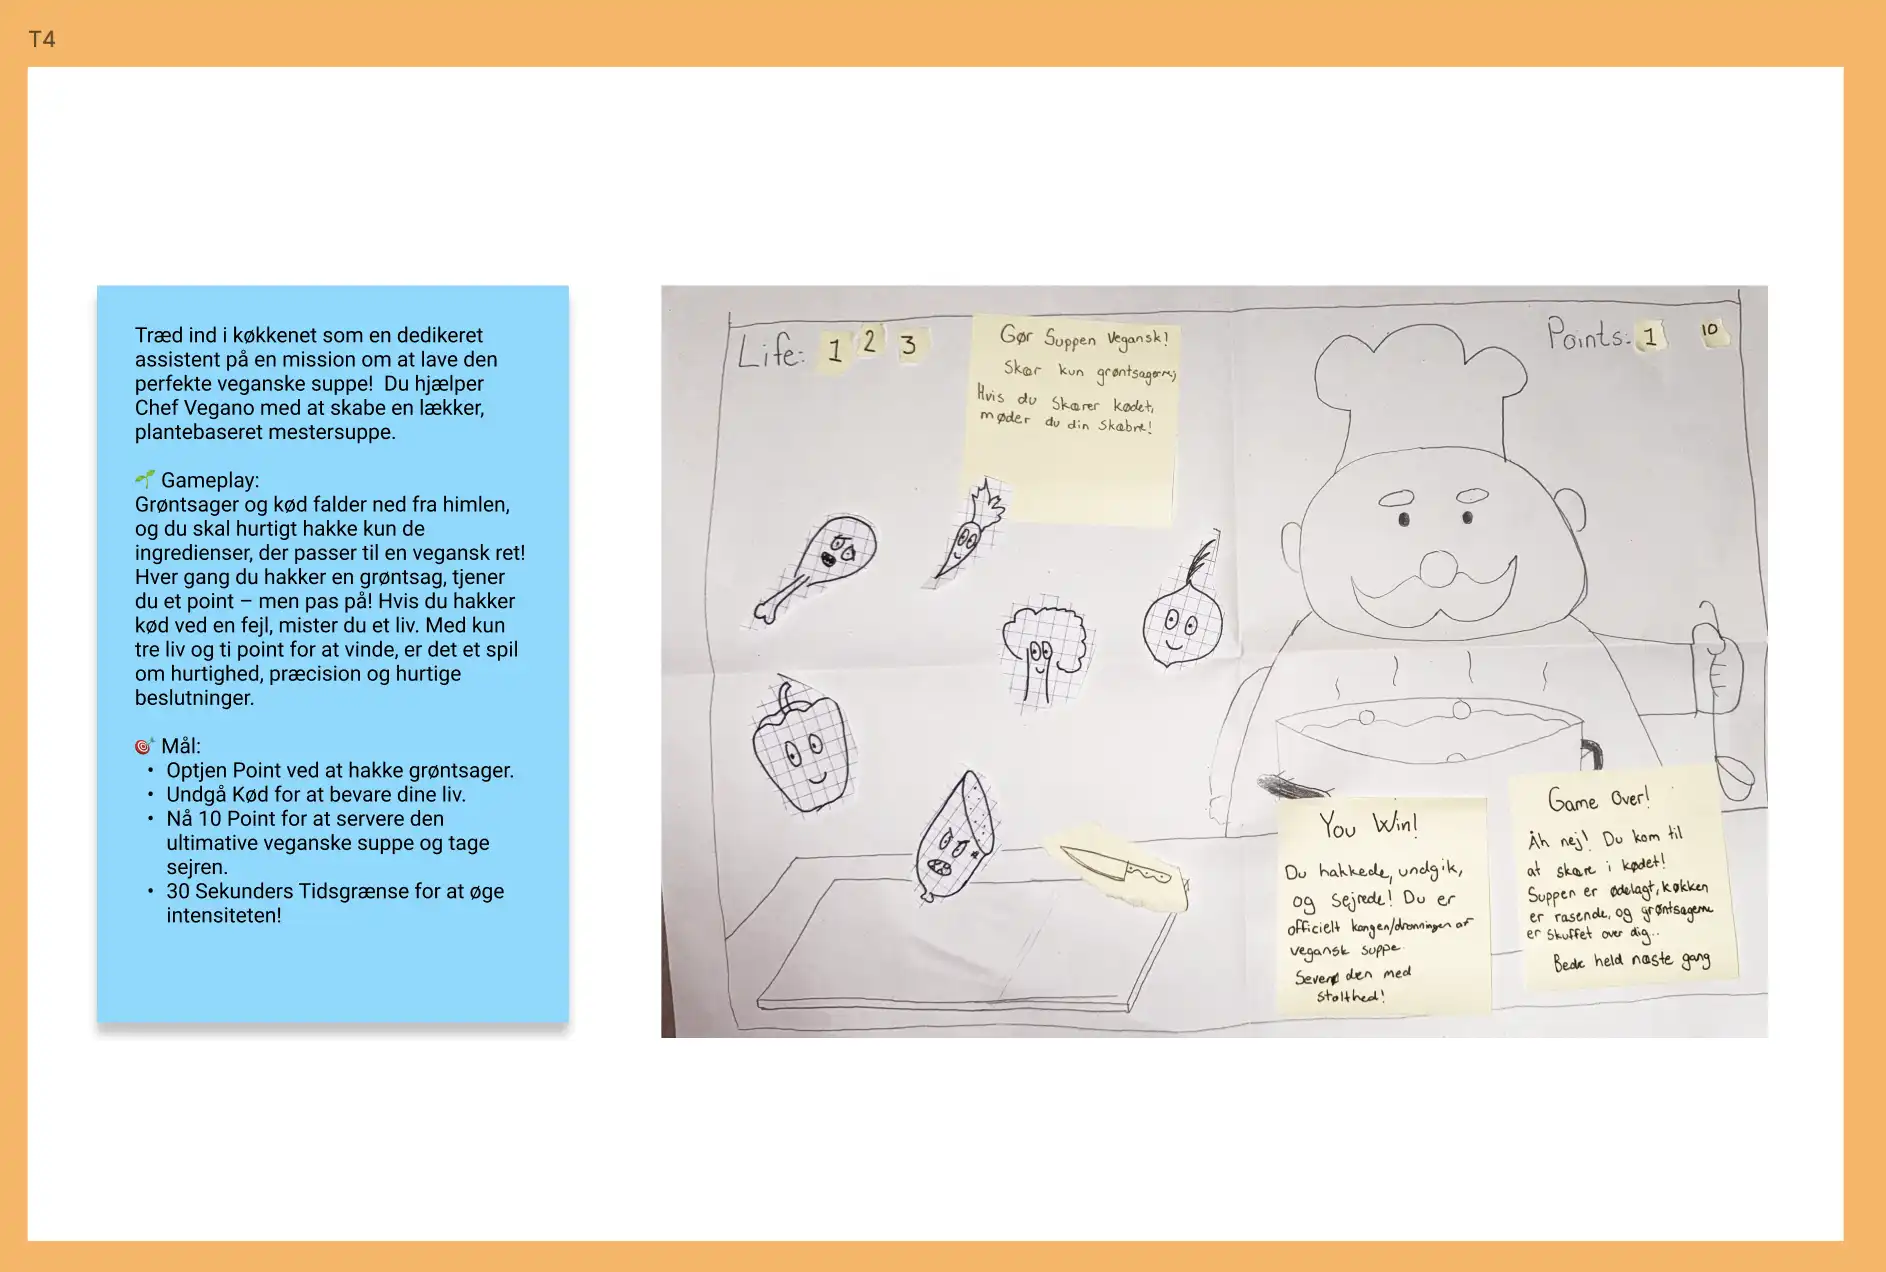 T4
Træd ind i køkkenet som en dedikeret
assistent på en mission om at lave den
perfekte veganske suppe!  Du hjælper
Chef Vegano med at skabe en lækker,
plantebaseret mestersuppe.
🌱 Gameplay:
Grøntsager og kød falder ned fra himlen,
og du skal hurtigt hakke kun de
ingredienser, der passer til en vegansk ret!
Hver gang du hakker en grøntsag, tjener
du et point – men pas på! Hvis du hakker
kød ved en fejl, mister du et liv. Med kun
tre liv og ti point for at vinde, er det et spil
om hurtighed, præcision og hurtige
beslutninger.
🎯 Mål:
• Optjen Point ved at hakke grøntsager.
• Undgå Kød for at bevare dine liv.
• Nå 10 Point for at servere den
ultimative veganske suppe og tage
sejren.
• 30 Sekunders Tidsgrænse for at øge
intensiteten!
Life: 1 2 3
Gør Suppen Vegansk!
Skær kun grøntsagerne,
Hvis du Skærer kødet,
møder du din Skæbne!
Points: 1 10
You Win!
Du hakkede, undgik,
og Sejrede! Du er
officielt kongen/dronningen af
vegansk suppe.
Severe den med
Stolthed!
Game Over!
Åh nej! Du kom til
at skære i kødet!
Suppen er ødelagt, kokken
er rasende, og grøntsagerne
er skuffet over dig..
Bedre held næste gang